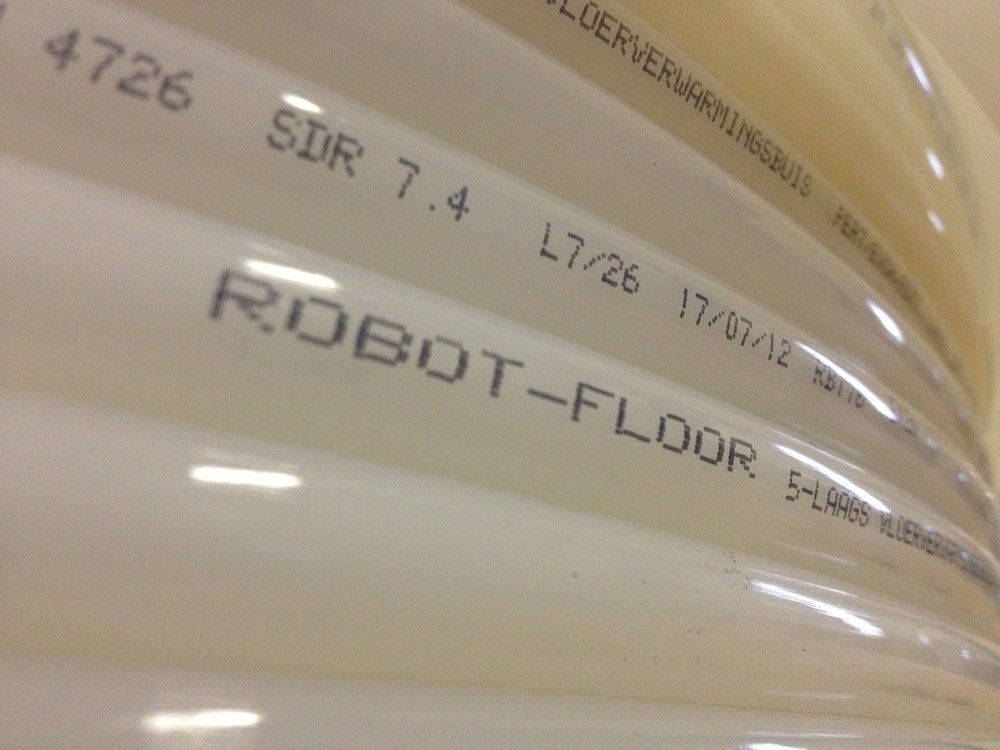 VLOERVERWARMINGSBUIS
4726 SDR 7.4 L7/26 17/07/12
ROBOT-FLOOR 5-LAAGS